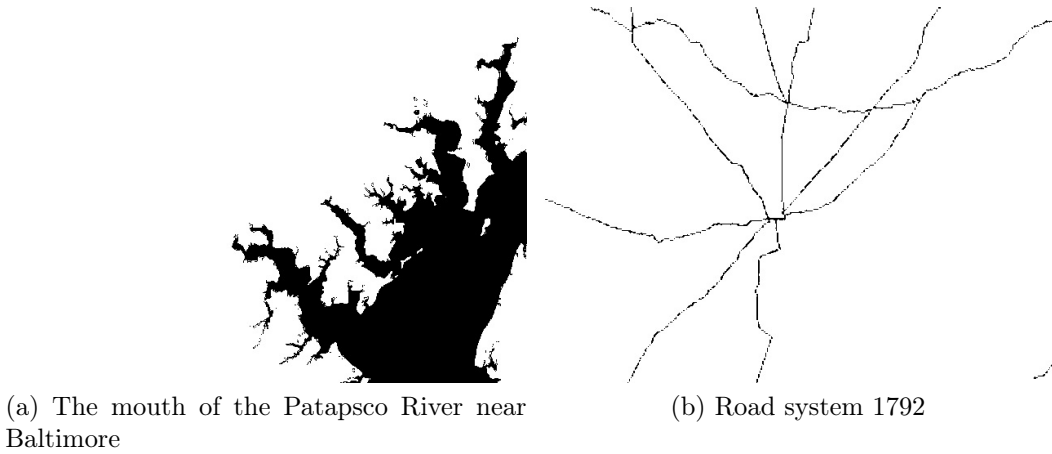 (a) The mouth of the Patapsco River near
Baltimore
(b) Road system 1792